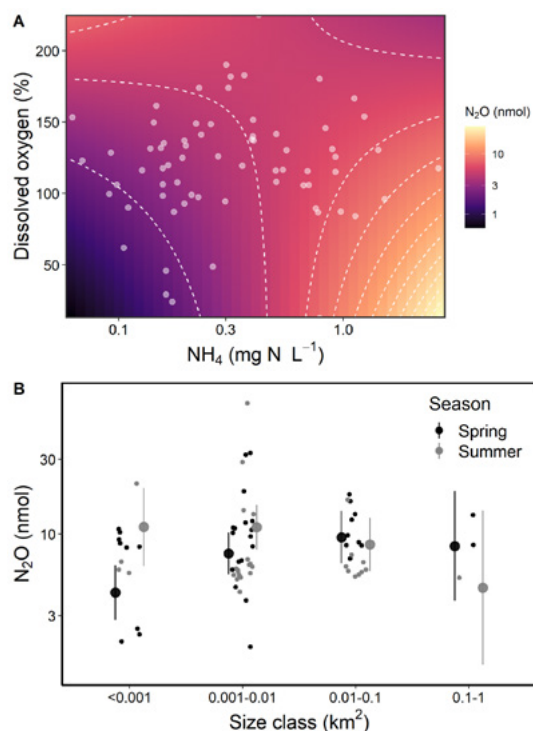 A
200
150
100
50
Dissolved oxygen (%)
0.1 0.3 1.0
NH₄ (mg N L⁻¹)
N₂O (nmol)
10
3
1
B
Season
Spring
Summer
30
10
3
N₂O (nmol)
<0.001 0.001-0.01 0.01-0.1 0.1-1
Size class (km²)